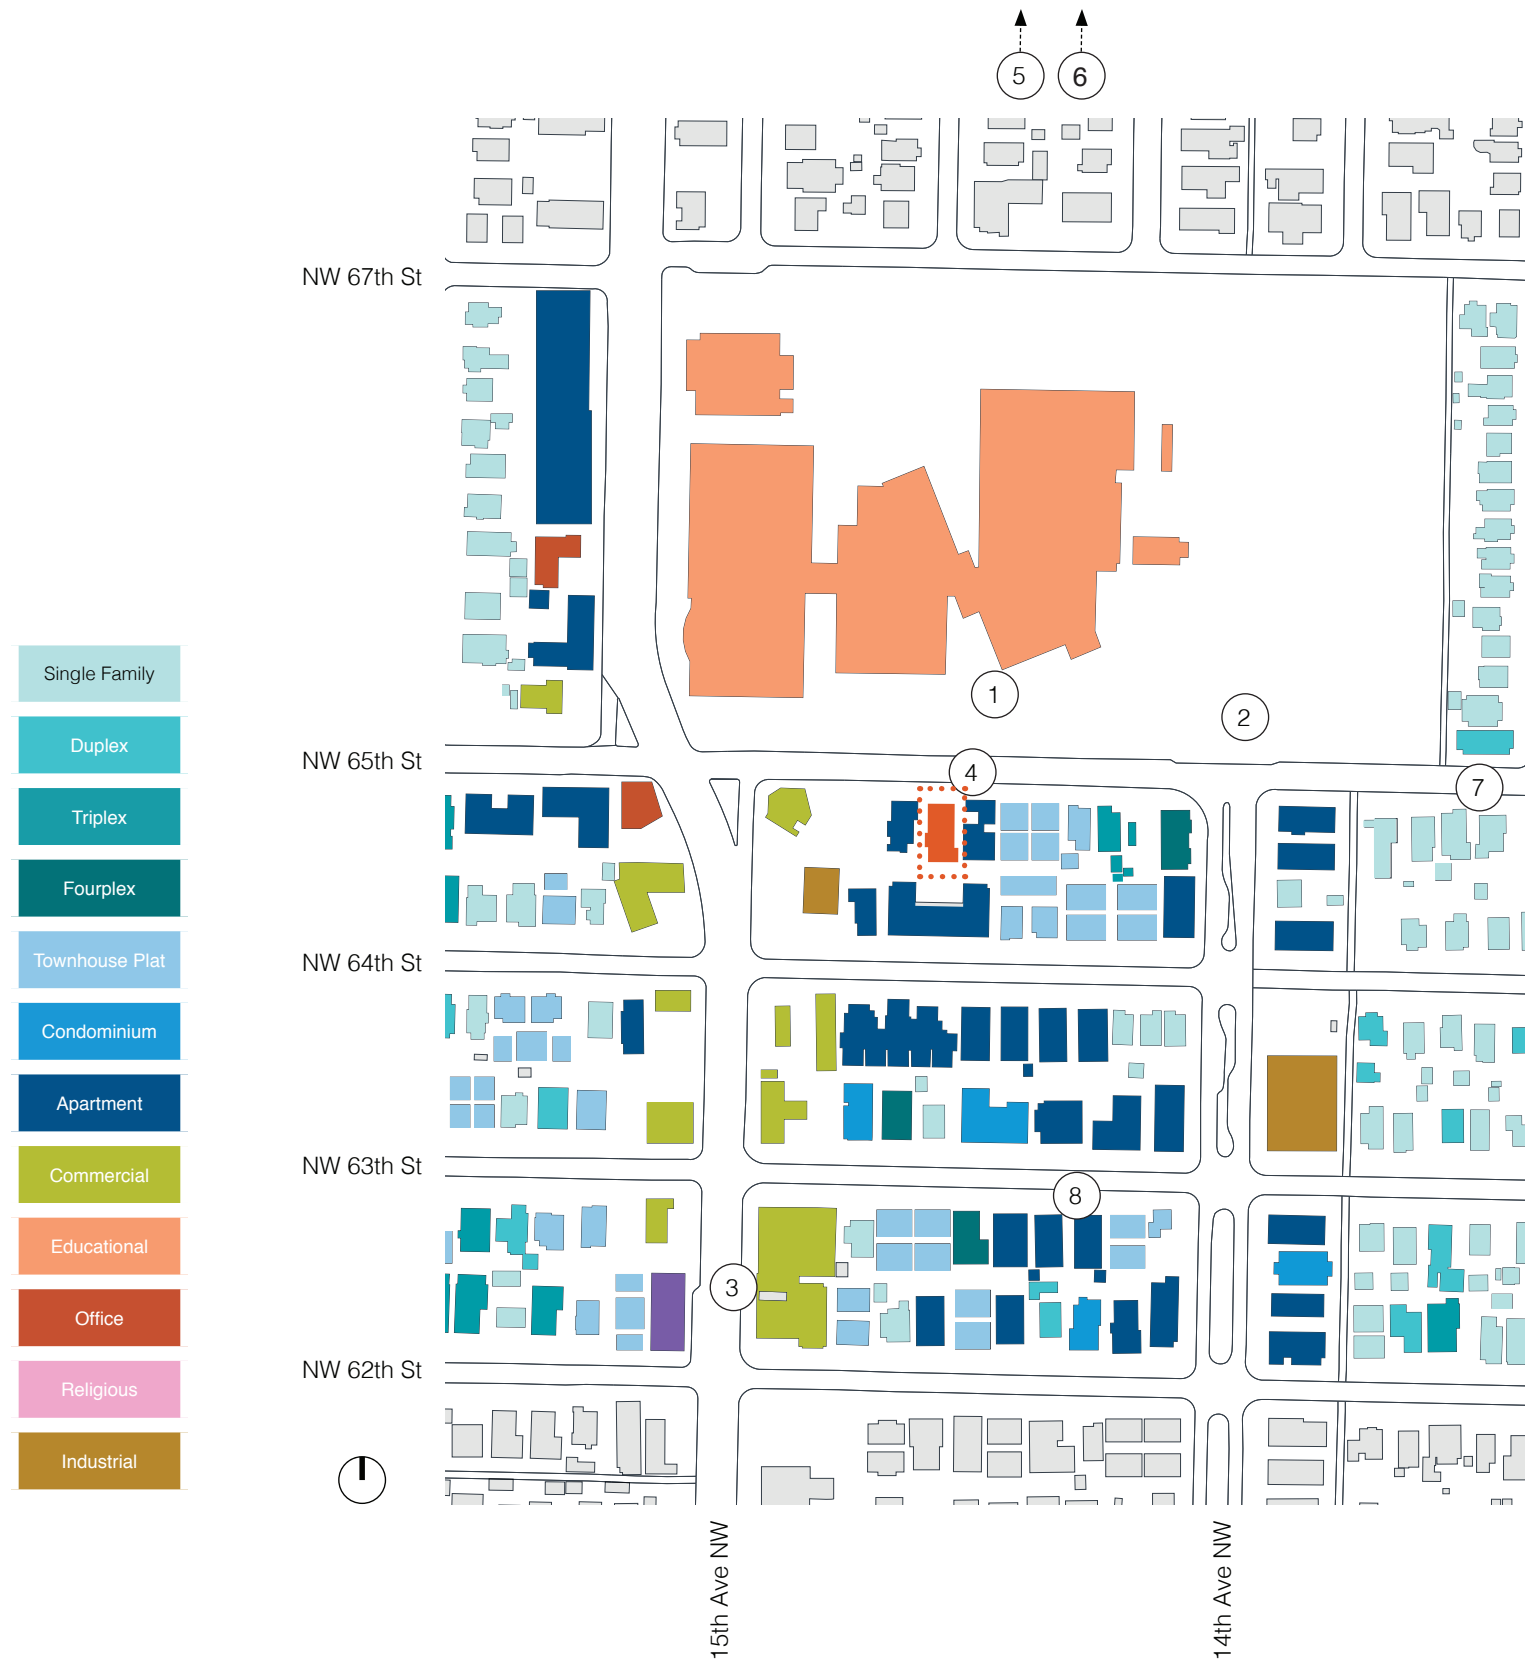 5
6
NW 67th St
1
2
Single Family
Duplex
NW 65th St
4
7
Triplex
Fourplex
Townhouse Plat
NW 64th St
Condominium
Apartment
Commercial
NW 63th St
8
Educational
3
Office
NW 62th St
Religious
Industrial
15th Ave NW
14th Ave NW